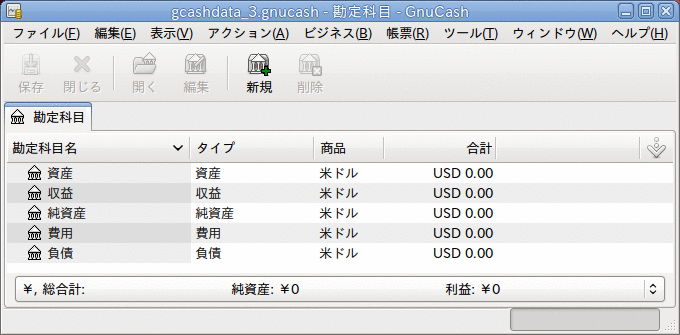 gcashdata_3.gnucash - 勘定科目 - GnuCash
ファイル(F) 編集(E) 表示(V) アクション(A) ビジネス(B) 帳票(R) ツール(T) ウィンドウ(W) ヘルプ(H)
保存 閉じる 開く 編集 新規 削除
勘定科目
勘定科目名 タイプ 商品 合計
資産 資産 米ドル USD 0.00
収益 収益 米ドル USD 0.00
純資産 純資産 米ドル USD 0.00
費用 費用 米ドル USD 0.00
負債 負債 米ドル USD 0.00
¥, 総合計: 純資産: ¥0 利益: ¥0